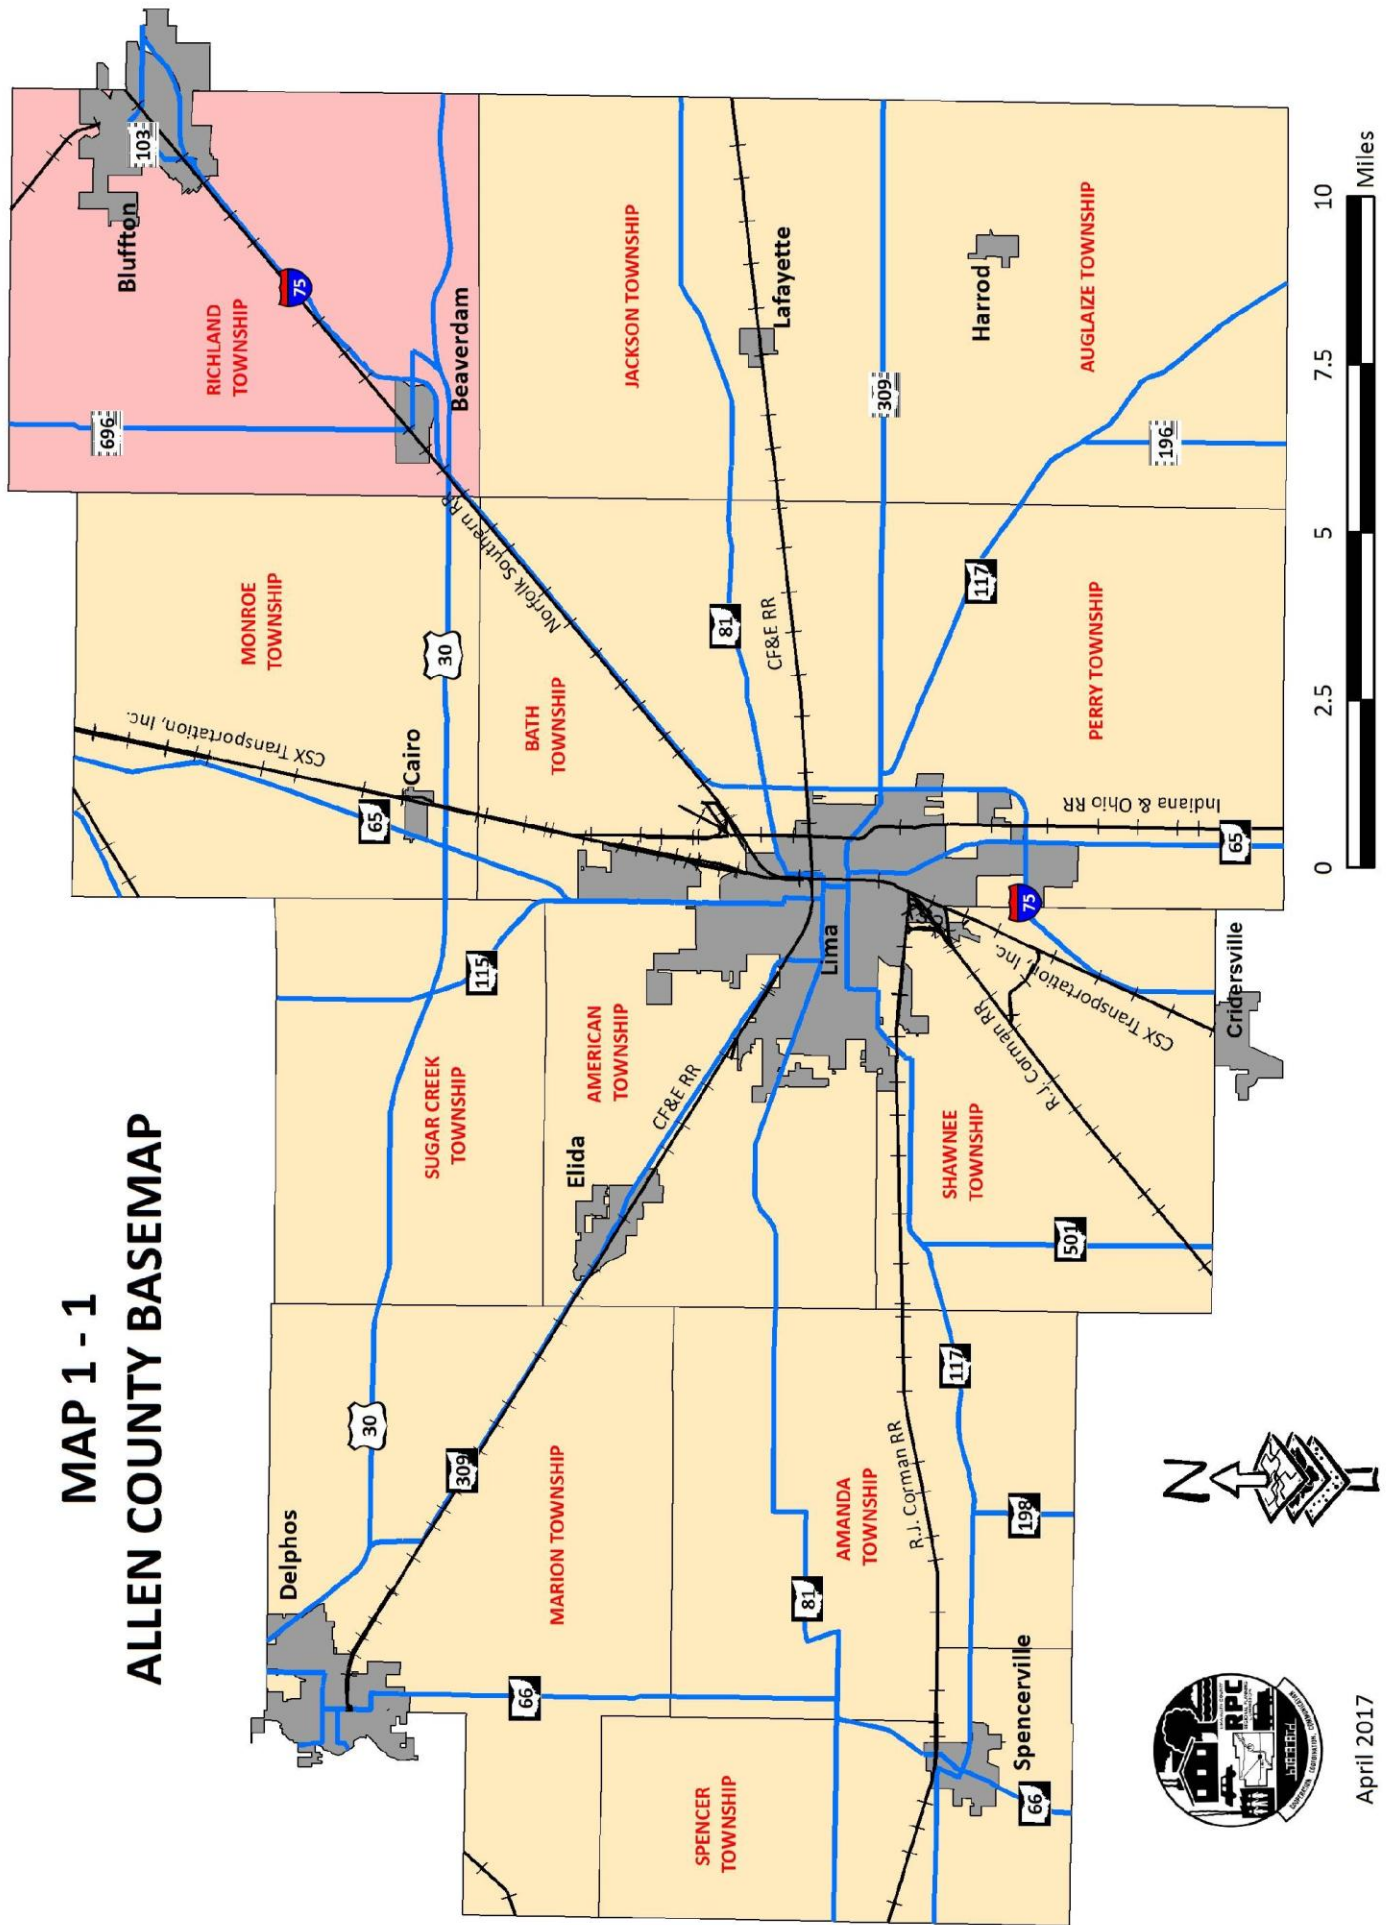 MAP 1 - 1
ALLEN COUNTY BASEMAP
Delphos
30
309
66
MARION TOWNSHIP
SPENCER
TOWNSHIP
81
AMANDA
TOWNSHIP
R.J. Corman RR
117
198
Spencerville
66
SUGAR CREEK
TOWNSHIP
115
Elida
AMERICAN
TOWNSHIP
CF&E RR
Lima
SHAWNEE
TOWNSHIP
501
R.J. Corman RR
CSX Transportation, Inc.
75
Cridersville
MONROE
TOWNSHIP
CSX Transportation, Inc.
65
Cairo
30
BATH
TOWNSHIP
Norfolk Southern RR
81
CF&E RR
117
PERRY TOWNSHIP
Indiana & Ohio RR
65
696
RICHLAND
TOWNSHIP
Bluffton
103
75
Beaverdam
JACKSON TOWNSHIP
Lafayette
309
Harrod
AUGLAIZE TOWNSHIP
196
N
RPC
April 2017
0 2.5 5 7.5 10
Miles